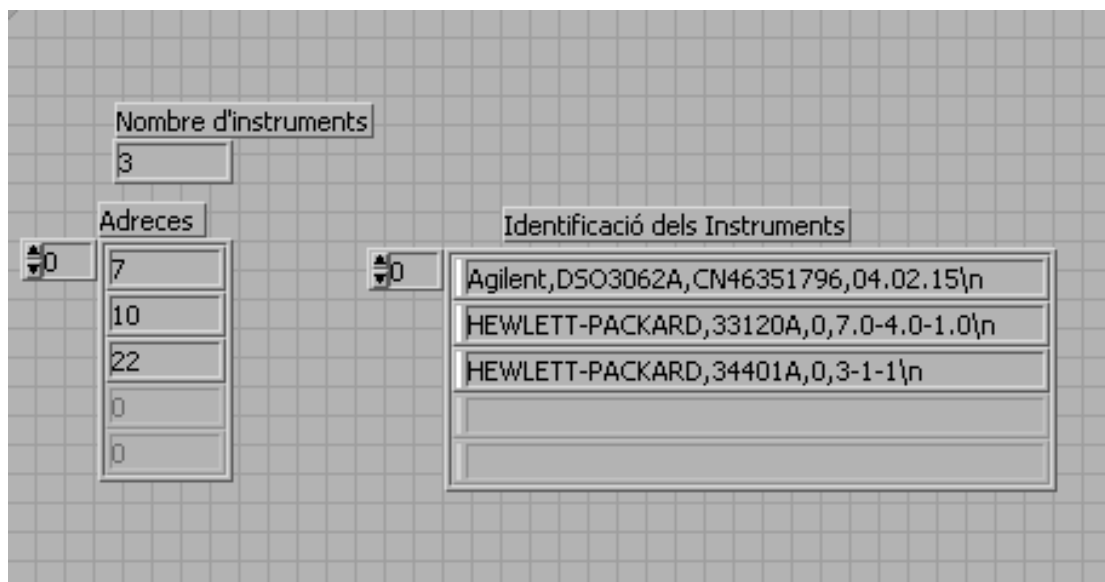 Nombre d'instruments
3
Adreces
0
7
10
22
0
0
Identificació dels Instruments
0
Agilent,DSO3062A,CN46351796,04.02.15\n
HEWLETT-PACKARD,33120A,0,7.0-4.0-1.0\n
HEWLETT-PACKARD,34401A,0,3-1-1\n